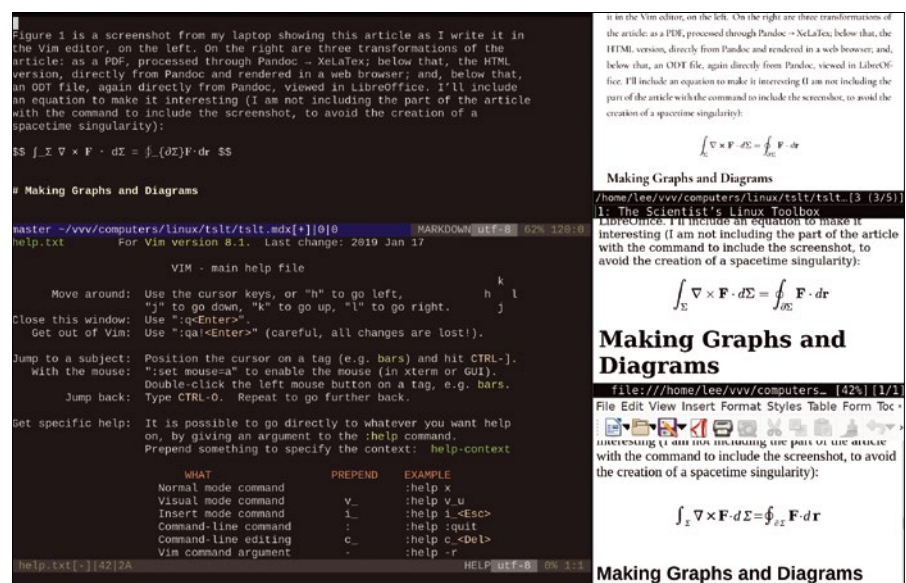 Figure 1 is a screenshot from my laptop showing this article as I write it in
the Vim editor, on the left. On the right are three transformations of the
article: as a PDF, processed through Pandoc → XeLaTex; below that, the HTML
version, directly from Pandoc and rendered in a web browser; and, below that,
an ODT file, again directly from Pandoc, viewed in LibreOffice. I'll include
an equation to make it interesting (I am not including the part of the article
with the command to include the screenshot, to avoid the creation of a
spacetime singularity):
$$ ∫_Σ ∇ × 𝐅 · dΣ = ∮_{∂Σ}𝐅·d𝐫 $$
# Making Graphs and Diagrams
master ~/vvv/computers/linux/tslt/tslt.mdx[+]|0|0 MARKDOWN utf-8 62% 120:0
help.txt For Vim version 8.1. Last change: 2019 Jan 17
VIM - main help file
k
Move around: Use the cursor keys, or "h" to go left, h l
"j" to go down, "k" to go up, "l" to go right. j
Close this window: Use ":q<Enter>".
Get out of Vim: Use ":qa!<Enter>" (careful, all changes are lost!).
Jump to a subject: Position the cursor on a tag (e.g. bars) and hit CTRL-].
With the mouse: ":set mouse=a" to enable the mouse (in xterm or GUI).
Double-click the left mouse button on a tag, e.g. bars.
Jump back: Type CTRL-O. Repeat to go further back.
Get specific help: It is possible to go directly to whatever you want help
on, by giving an argument to the :help command.
Prepend something to specify the context: help-context
WHAT PREPEND EXAMPLE
Normal mode command :help x
Visual mode command v_ :help v_u
Insert mode command i_ :help i_<Esc>
Command-line command : :help :quit
Command-line editing c_ :help c_<Del>
Vim command argument - :help -r
help.txt[-]|42|2A HELP utf-8 0% 1:1
it in the Vim editor, on the left. On the right are three transformations of
the article: as a PDF, processed through Pandoc → XeLaTex; below that, the
HTML version, directly from Pandoc and rendered in a web browser; and,
below that, an ODT file, again directly from Pandoc, viewed in LibreOf-
fice. I'll include an equation to make it interesting (I am not including the
part of the article with the command to include the screenshot, to avoid the
creation of a spacetime singularity):
∫_Σ ∇ × 𝐅 · dΣ = ∮_∂Σ 𝐅 · d𝐫
Making Graphs and Diagrams
/home/lee/vvv/computers/linux/tslt/tslt…[3 (3/5)]
1: The Scientist's Linux Toolbox
LibreOffice. I'll include an equation to make it
interesting (I am not including the part of the article
with the command to include the screenshot, to
avoid the creation of a spacetime singularity):
∫_Σ ∇ × 𝐅 · dΣ = ∮_∂Σ 𝐅 · d𝐫
Making Graphs and
Diagrams
file:///home/lee/vvv/computers… [42%] [1/1]
File Edit View Insert Format Styles Table Form Toc
interesting (I am not including the part of the article
with the command to include the screenshot, to avoid
the creation of a spacetime singularity):
∫_Σ ∇ × 𝐅·d Σ=∮_∂Σ 𝐅·d 𝐫
Making Graphs and Diagrams